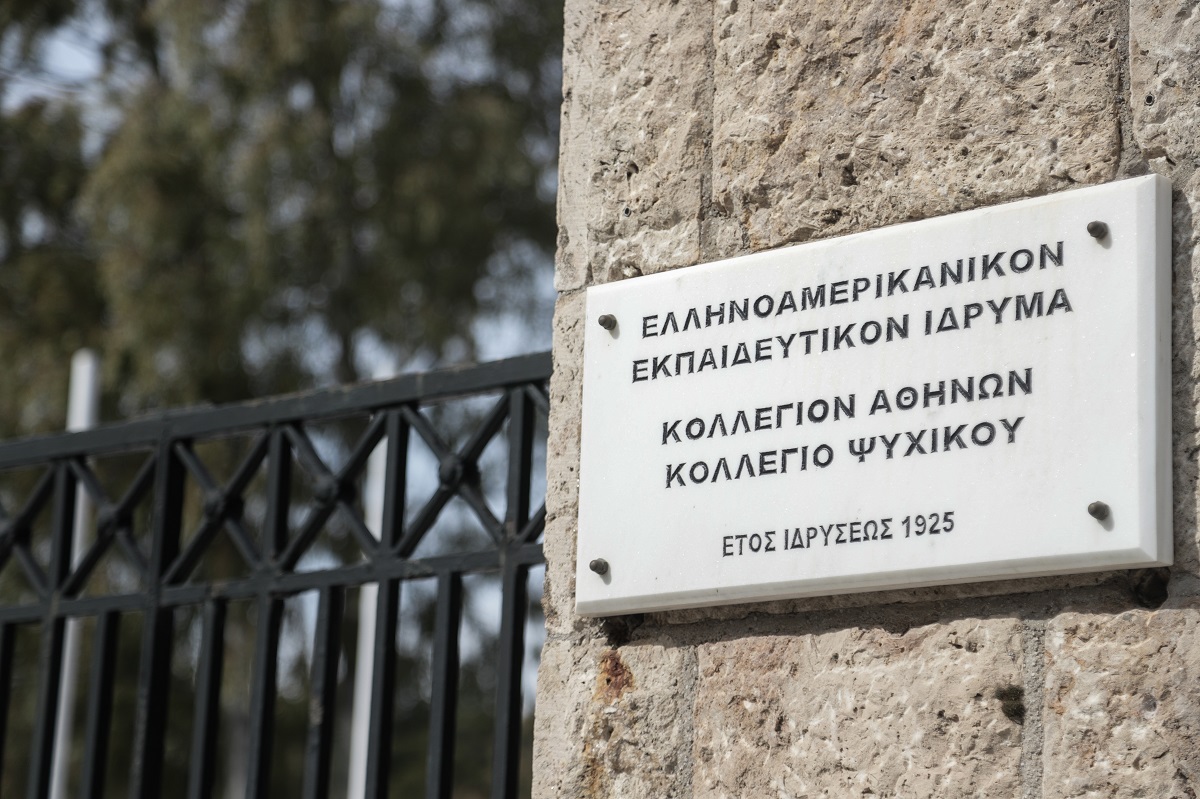 ΕΛΛΗΝΟΑΜΕΡΙΚΑΝΙΚΟΝ
ΕΚΠΑΙΔΕΥΤΙΚΟΝ ΙΔΡΥΜΑ
ΚΟΛΛΕΓΙΟΝ ΑΘΗΝΩΝ
ΚΟΛΛΕΓΙΟ ΨΥΧΙΚΟΥ
ΕΤΟΣ ΙΔΡΥΣΕΩΣ 1925